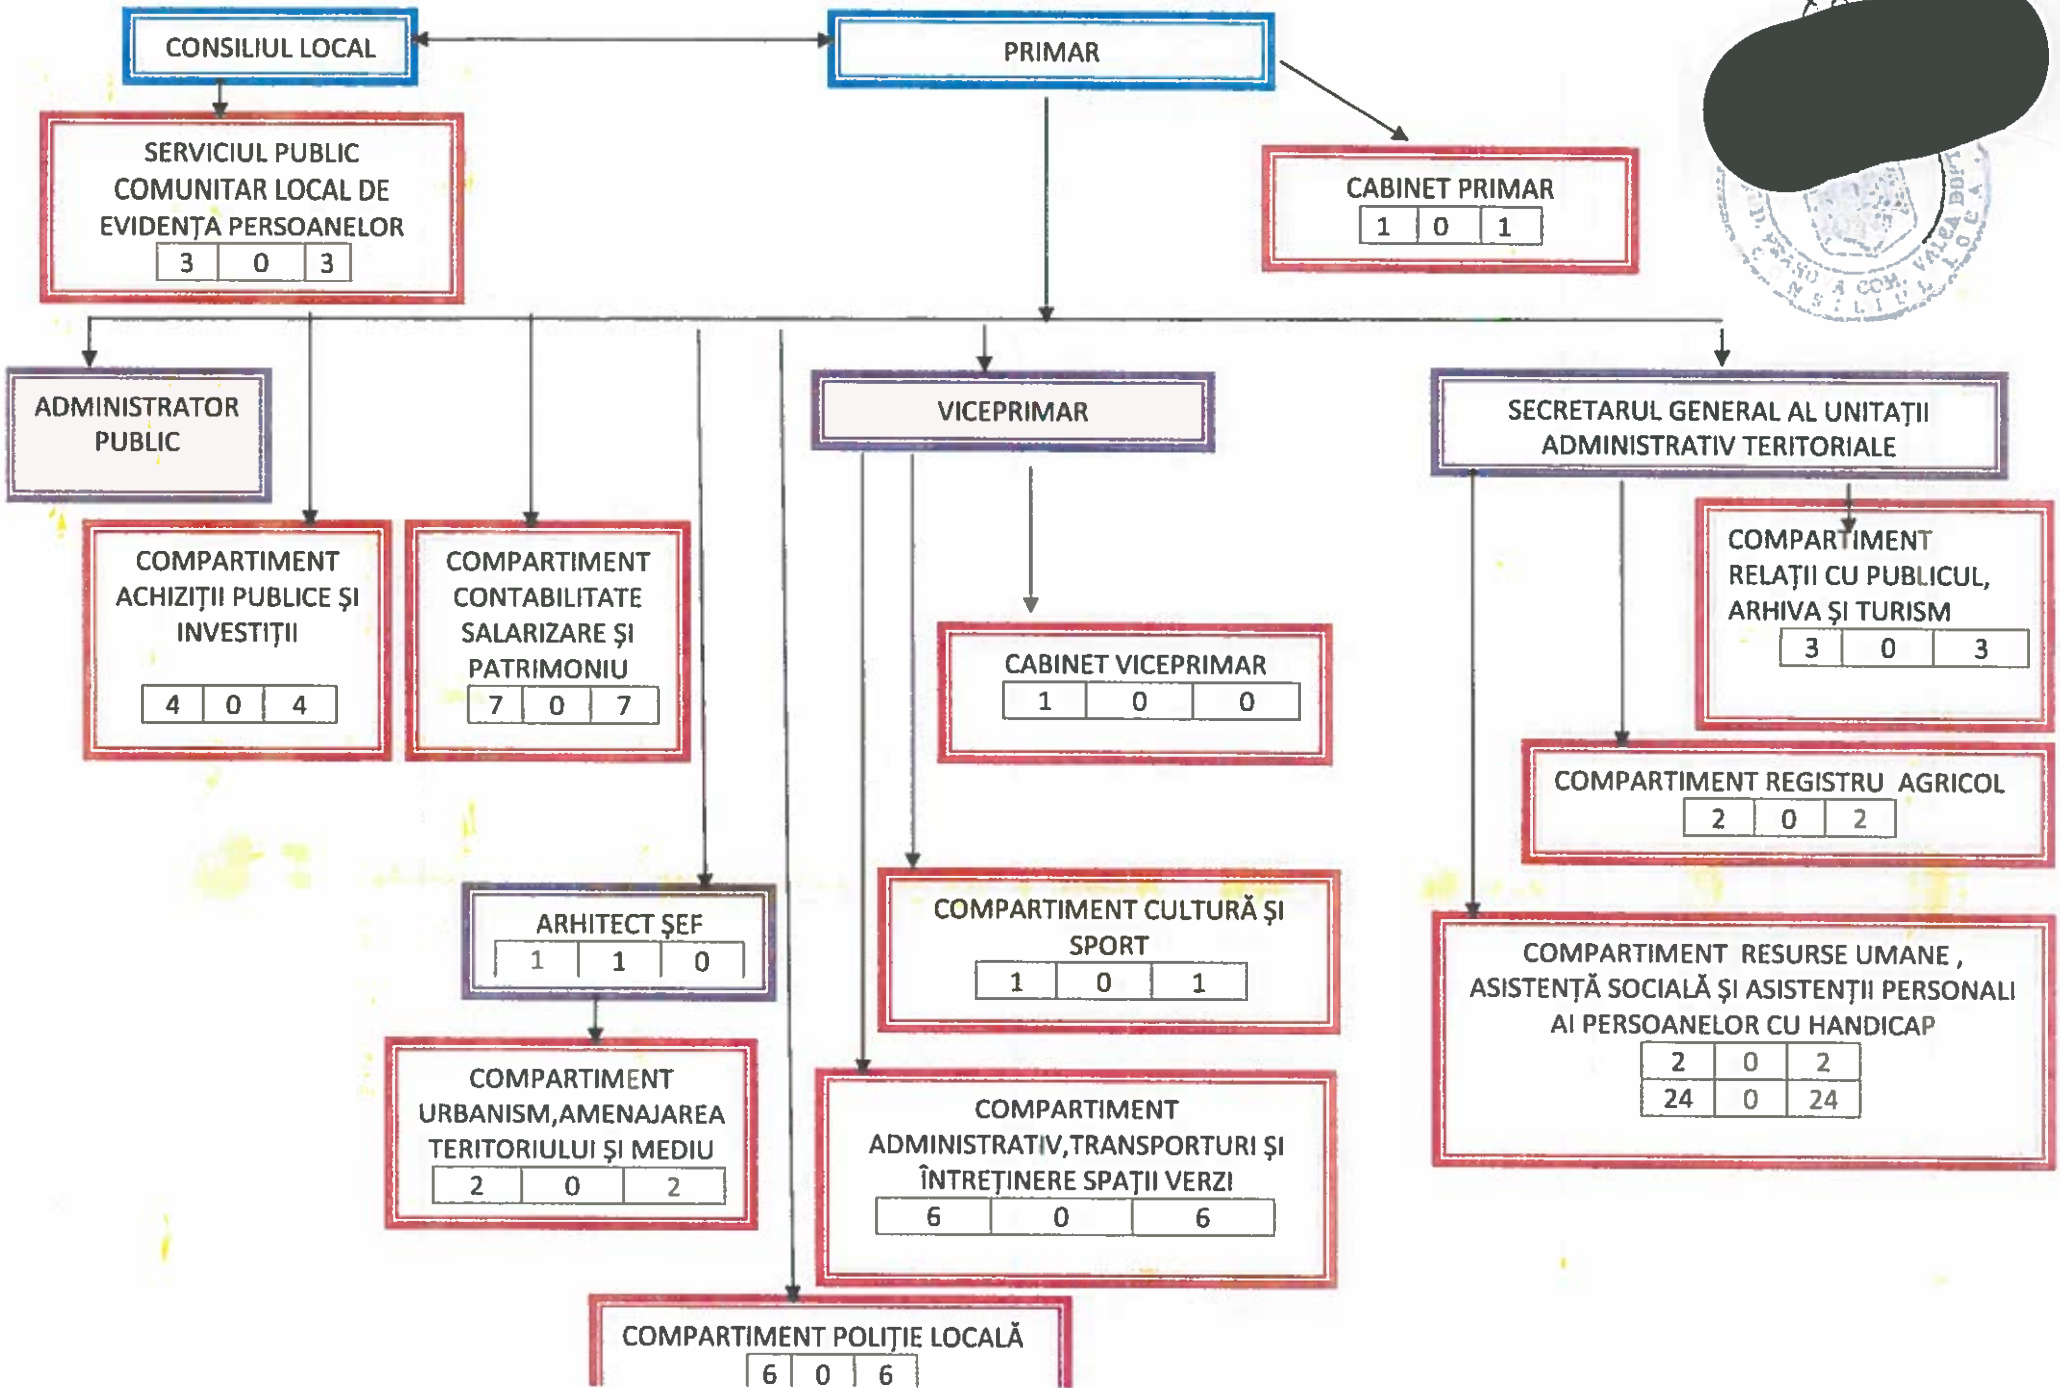 CONSILIUL LOCAL
PRIMAR
SERVICIUL PUBLIC
COMUNITAR LOCAL DE
EVIDENȚA PERSOANELOR
3 0 3
CABINET PRIMAR
1 0 1
ADMINISTRATOR
PUBLIC
VICEPRIMAR
SECRETARUL GENERAL AL UNITAȚII
ADMINISTRATIV TERITORIALE
COMPARTIMENT
ACHIZIȚII PUBLICE ȘI
INVESTIȚII
4 0 4
COMPARTIMENT
CONTABILITATE
SALARIZARE ȘI
PATRIMONIU
7 0 7
CABINET VICEPRIMAR
1 0 0
COMPARTIMENT
RELAȚII CU PUBLICUL,
ARHIVA ȘI TURISM
3 0 3
COMPARTIMENT REGISTRU AGRICOL
2 0 2
ARHITECT ȘEF
1 1 0
COMPARTIMENT CULTURĂ ȘI
SPORT
1 0 1
COMPARTIMENT RESURSE UMANE ,
ASISTENȚĂ SOCIALĂ ȘI ASISTENȚII PERSONALI
AI PERSOANELOR CU HANDICAP
2 0 2
24 0 24
COMPARTIMENT
URBANISM,AMENAJAREA
TERITORIULUI ȘI MEDIU
2 0 2
COMPARTIMENT
ADMINISTRATIV,TRANSPORTURI ȘI
ÎNTREȚINERE SPAȚII VERZI
6 0 6
COMPARTIMENT POLIȚIE LOCALĂ
6 0 6
PRAHOVA COM. VALEA